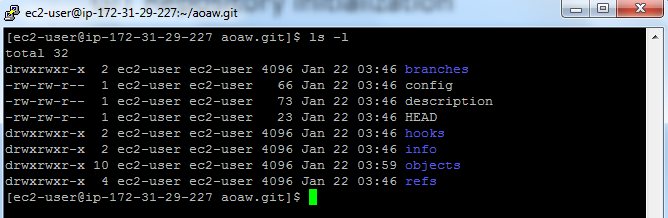 ec2-user@ip-172-31-29-227:~/aoaw.git
[ec2-user@ip-172-31-29-227 aoaw.git]$ ls -l
total 32
drwxrwxr-x  2 ec2-user ec2-user 4096 Jan 22 03:46 branches
-rw-rw-r--  1 ec2-user ec2-user   66 Jan 22 03:46 config
-rw-rw-r--  1 ec2-user ec2-user   73 Jan 22 03:46 description
-rw-rw-r--  1 ec2-user ec2-user   23 Jan 22 03:46 HEAD
drwxrwxr-x  2 ec2-user ec2-user 4096 Jan 22 03:46 hooks
drwxrwxr-x  2 ec2-user ec2-user 4096 Jan 22 03:46 info
drwxrwxr-x 10 ec2-user ec2-user 4096 Jan 22 03:59 objects
drwxrwxr-x  4 ec2-user ec2-user 4096 Jan 22 03:46 refs
[ec2-user@ip-172-31-29-227 aoaw.git]$